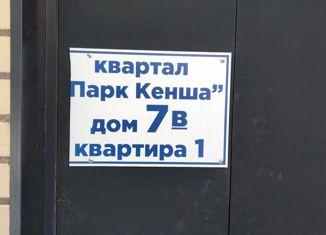 квартал
Парк Кенша”
дом 7в
квартира 1